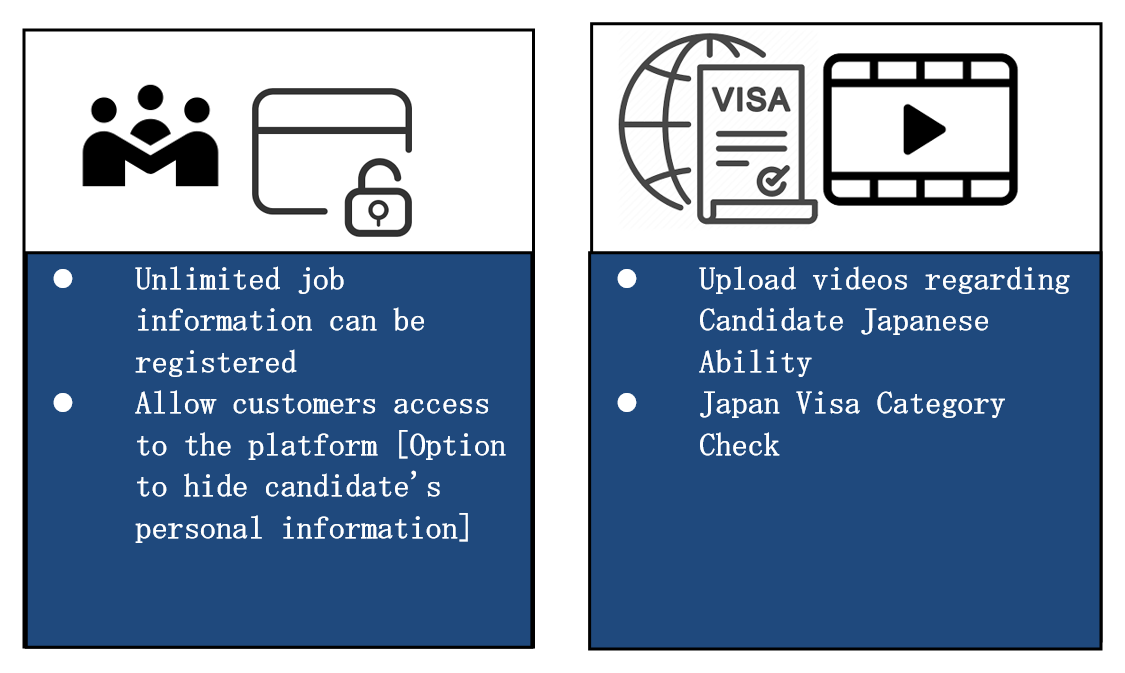 Unlimited job
information can be
registered
Allow customers access
to the platform [Option
to hide candidate's
personal information]
VISA
Upload videos regarding
Candidate Japanese
Ability
Japan Visa Category
Check